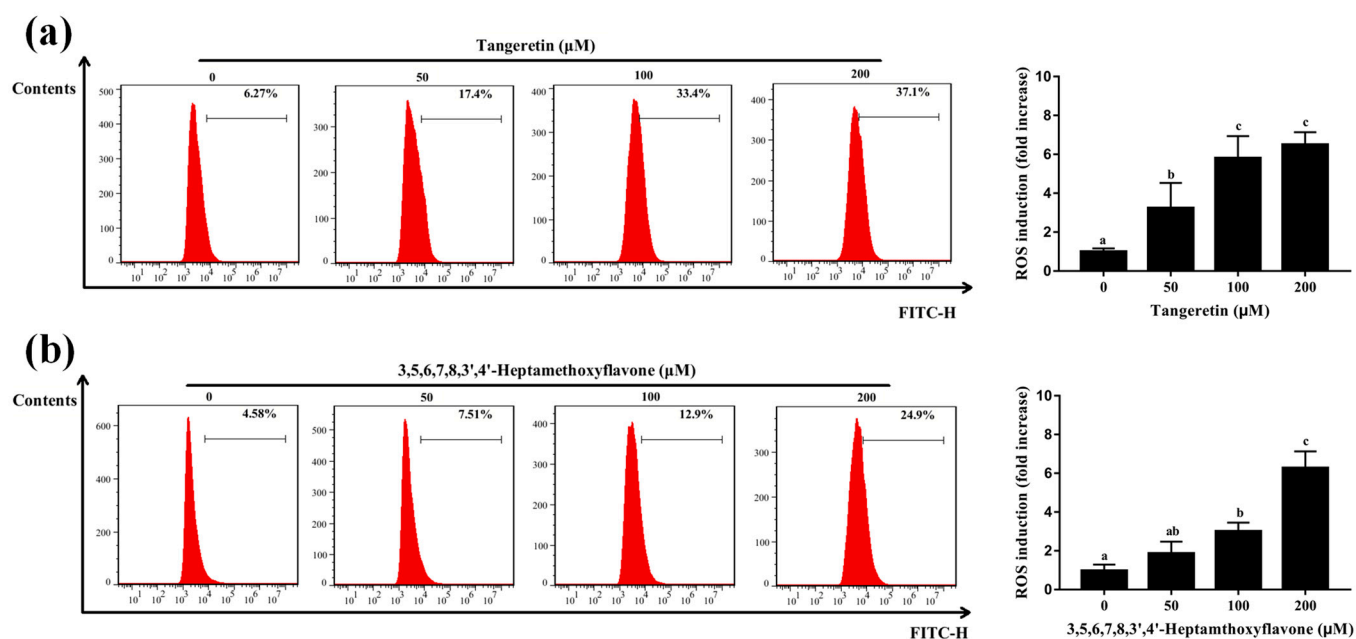 (a)
Tangeretin (μM)
Contents
0 50 100 200
6.27% 17.4% 33.4% 37.1%
500 400 300 200 100 0
300 200 100 0
400 300 200 100 0
400 300 200 100 0
10¹ 10² 10³ 10⁴ 10⁵ 10⁶ 10⁷
10¹ 10² 10³ 10⁴ 10⁵ 10⁶ 10⁷
10¹ 10² 10³ 10⁴ 10⁵ 10⁶ 10⁷
10¹ 10² 10³ 10⁴ 10⁵ 10⁶ 10⁷
FITC-H
ROS induction (fold increase)
10 8 6 4 2 0
a b c c
0 50 100 200
Tangeretin (μM)
(b)
3,5,6,7,8,3',4'-Heptamethoxyflavone (μM)
Contents
0 50 100 200
4.58% 7.51% 12.9% 24.9%
600 400 200 0
500 400 300 200 100 0
400 300 200 100 0
300 200 100 0
10¹ 10² 10³ 10⁴ 10⁵ 10⁶ 10⁷
10¹ 10² 10³ 10⁴ 10⁵ 10⁶ 10⁷
10¹ 10² 10³ 10⁴ 10⁵ 10⁶ 10⁷
10¹ 10² 10³ 10⁴ 10⁵ 10⁶ 10⁷
FITC-H
ROS induction (fold increase)
10 8 6 4 2 0
a ab b c
0 50 100 200
3,5,6,7,8,3',4'-Heptamthoxyflavone (μM)